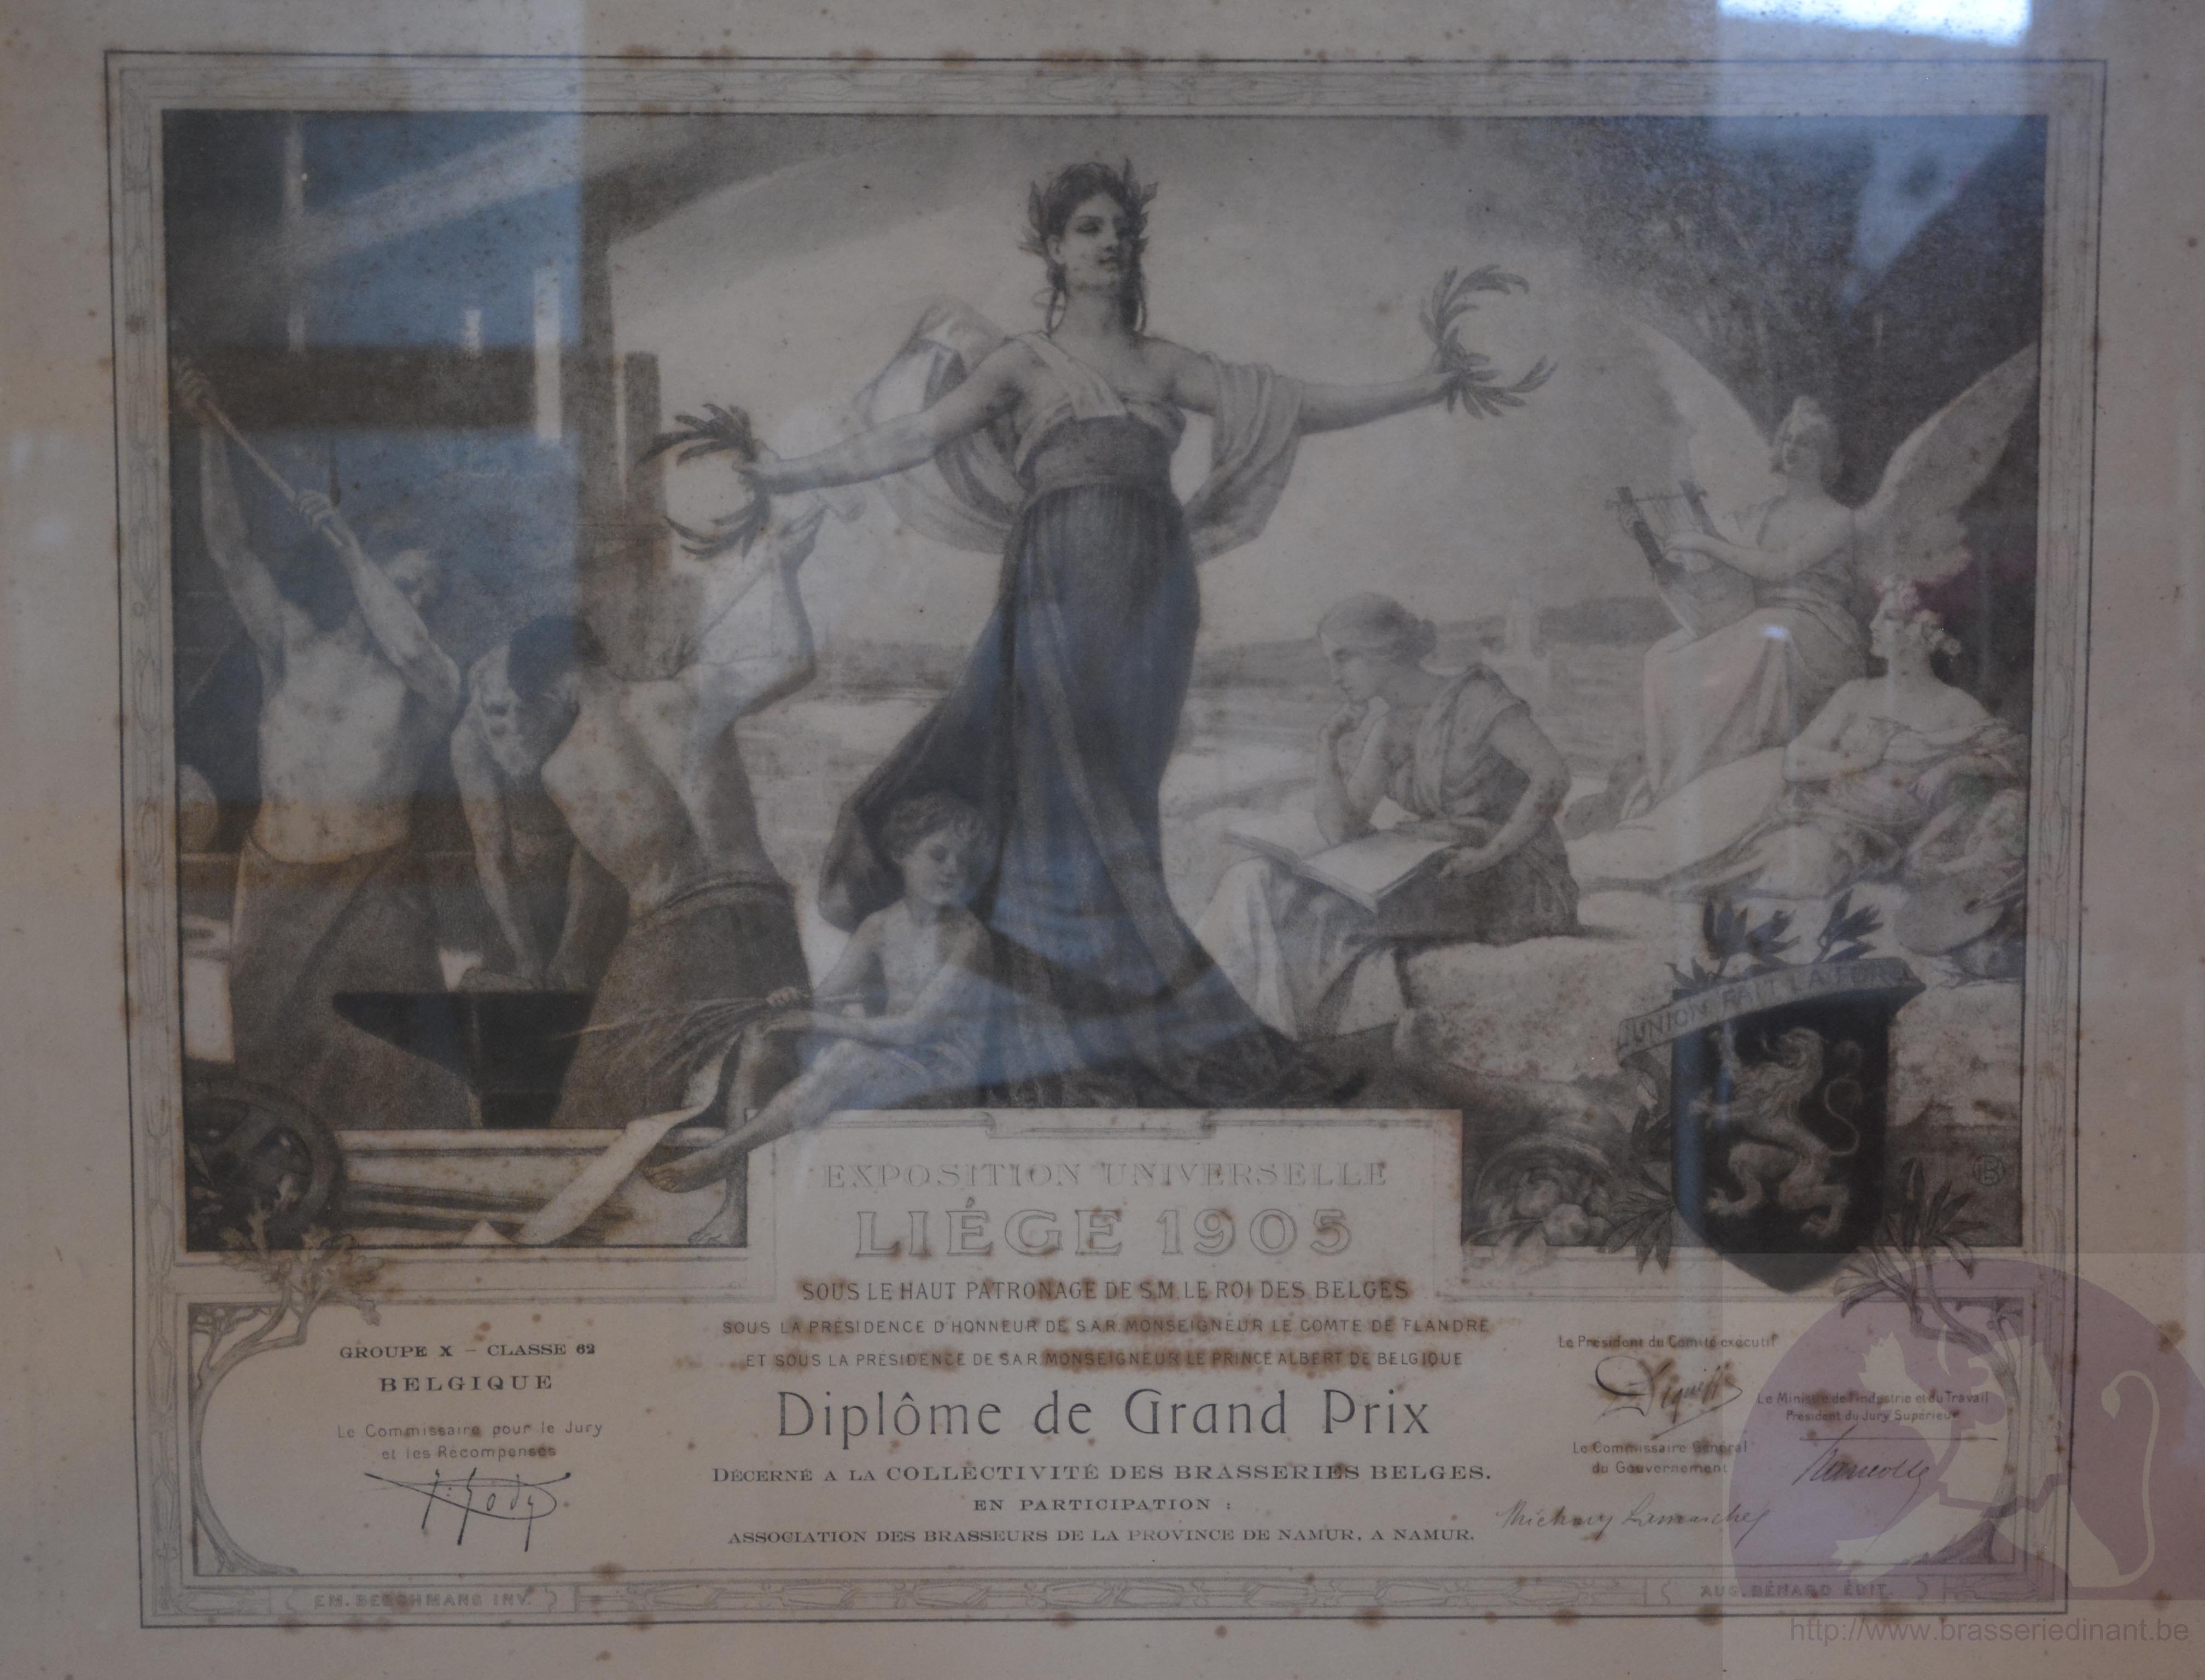 L'UNION FAIT LA FORCE
EXPOSITION UNIVERSELLE
LIÉGE 1905
SOUS LE HAUT PATRONAGE DE S.M. LE ROI DES BELGES
SOUS LA PRÉSIDENCE D'HONNEUR DE S.A.R. MONSEIGNEUR LE COMTE DE FLANDRE
ET SOUS LA PRÉSIDENCE DE S.A.R. MONSEIGNEUR LE PRINCE ALBERT DE BELGIQUE
Diplôme de Grand Prix
DÉCERNÉ A LA COLLECTIVITÉ DES BRASSERIES BELGES.
EN PARTICIPATION :
ASSOCIATION DES BRASSEURS DE LA PROVINCE DE NAMUR, A NAMUR.
GROUPE X – CLASSE 62
BELGIQUE
Le Commissaire pour le Jury
et les Récompenses
Le Président du Comité exécutif
Le Ministre de l'Industrie et du Travail
Président du Jury Supérieur
Le Commissaire Général
du Gouvernement
Lamarche
EM. BERCHMANS INV.
AUG. BÉNARD ÉDIT.
http://www.brasseriedinant.be